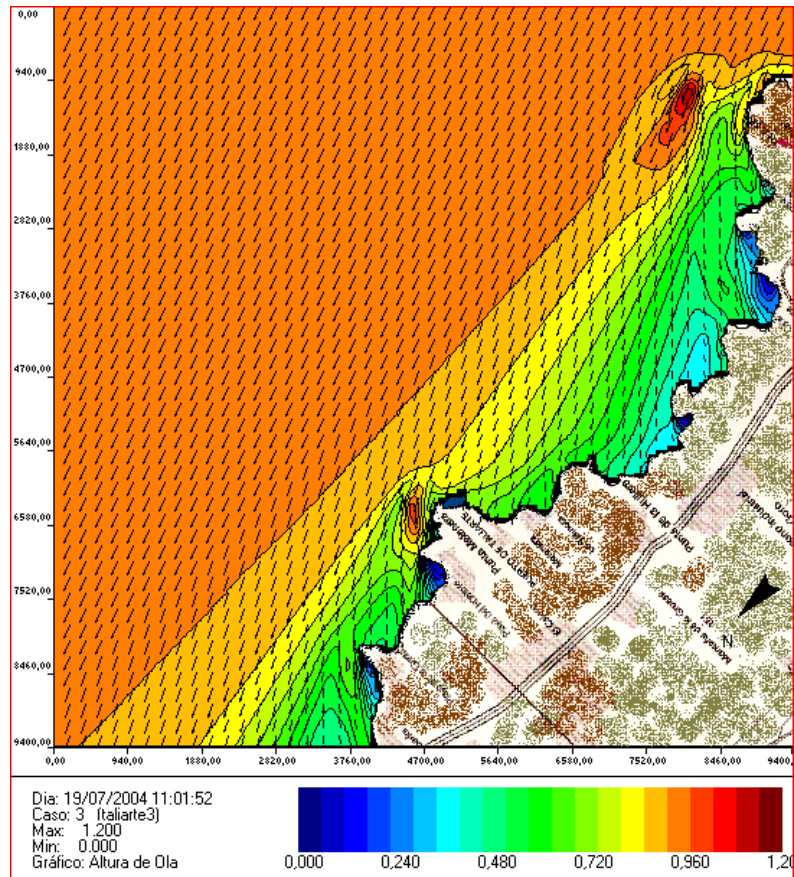 0,00
940,00
1880,00
2820,00
3760,00
4700,00
5640,00
6580,00
7520,00
8460,00
9400,00
0,00 940,00 1880,00 2820,00 3760,00 4700,00 5640,00 6580,00 7520,00 8460,00 9400
N
Dia: 19/07/2004 11:01:52
Caso: 3 (taliarte3)
Max: 1.200
Min: 0.000
Gráfico: Altura de Ola
0,000 0,240 0,480 0,720 0,960 1,20